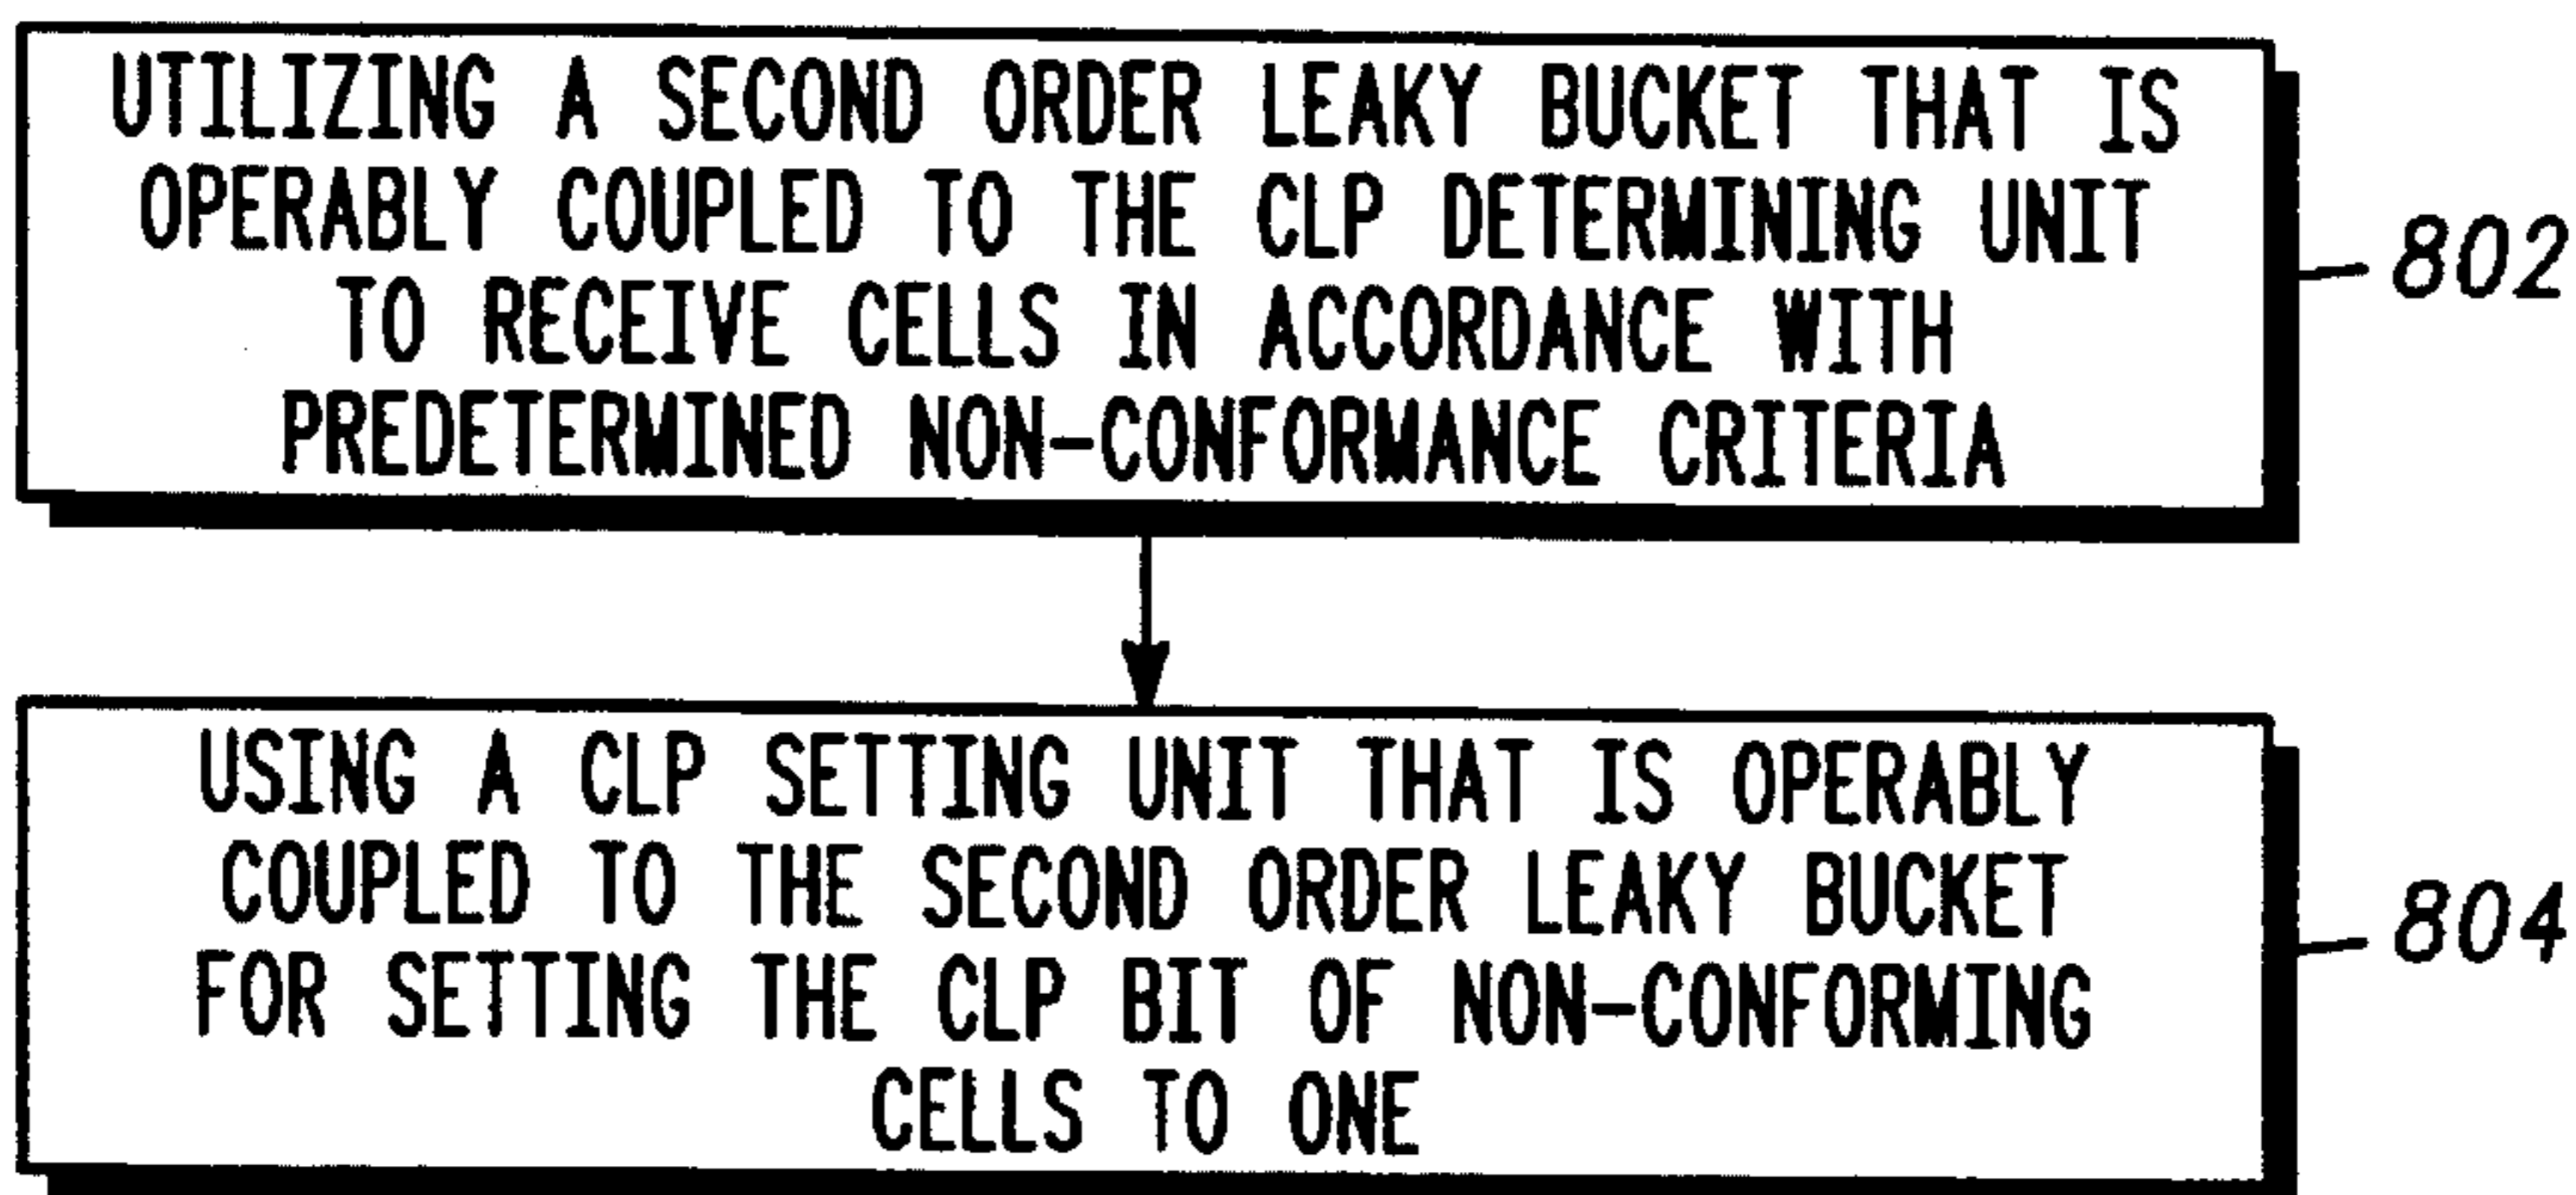 UTILIZING A SECOND ORDER LEAKY BUCKET THAT IS
OPERABLY COUPLED TO THE CLP DETERMINING UNIT
TO RECEIVE CELLS IN ACCORDANCE WITH
PREDETERMINED NON-CONFORMANCE CRITERIA
802
USING A CLP SETTING UNIT THAT IS OPERABLY
COUPLED TO THE SECOND ORDER LEAKY BUCKET
FOR SETTING THE CLP BIT OF NON-CONFORMING
CELLS TO ONE
804